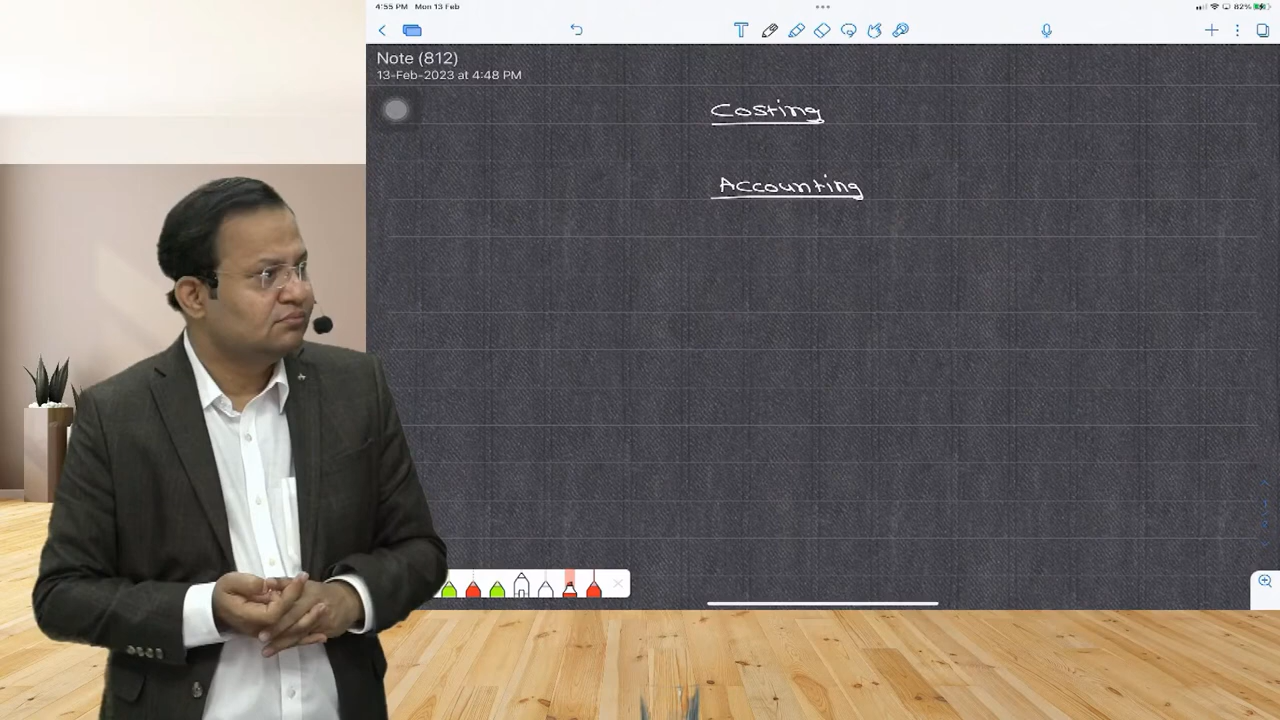 4:55 PM Mon 13 Feb
82%
T
Note (812)
13-Feb-2023 at 4:48 PM
Costing
Accounting